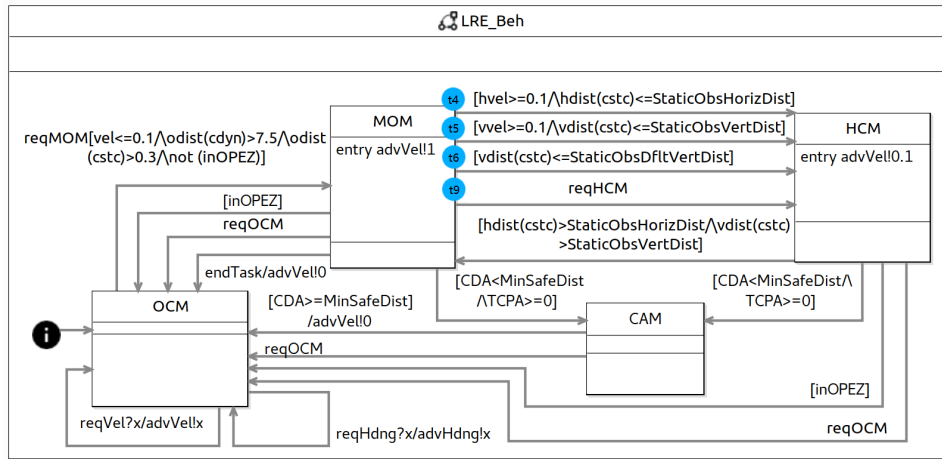 LRE_Beh
t4
[hvel>=0.1/\hdist(cstc)<=StaticObsHorizDist]
MOM
HCM
t5
[vvel>=0.1/\vdist(cstc)<=StaticObsVertDist]
reqMOM[vel<=0.1/\odist(cdyn)>7.5/\odist
(cstc)>0.3/\not (inOPEZ)]
entry advVel!1
entry advVel!0.1
t6
[vdist(cstc)<=StaticObsDfltVertDist]
t9
reqHCM
[inOPEZ]
reqOCM
[hdist(cstc)>StaticObsHorizDist/\vdist(cstc)
>StaticObsVertDist]
endTask/advVel!0
[CDA<MinSafeDist
/\TCPA>=0]
[CDA<MinSafeDist/\
TCPA>=0]
OCM
[CDA>=MinSafeDist]
/advVel!0
CAM
i
reqOCM
[inOPEZ]
reqVel?x/advVel!x
reqHdng?x/advHdng!x
reqOCM